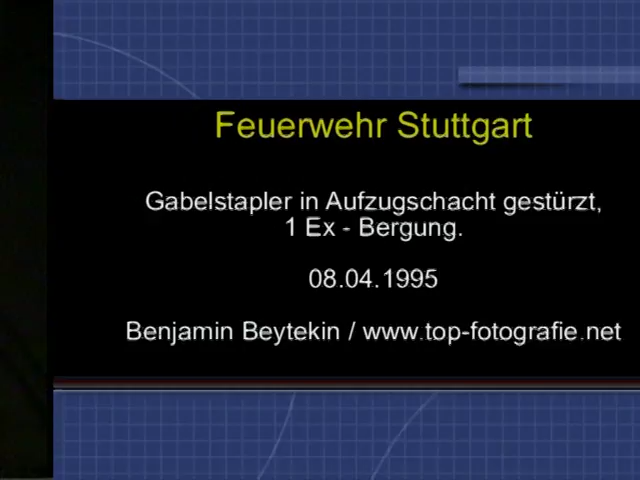 Feuerwehr Stuttgart
Gabelstapler in Aufzugschacht gestürzt,
1 Ex - Bergung.
08.04.1995
Benjamin Beytekin / www.top-fotografie.net